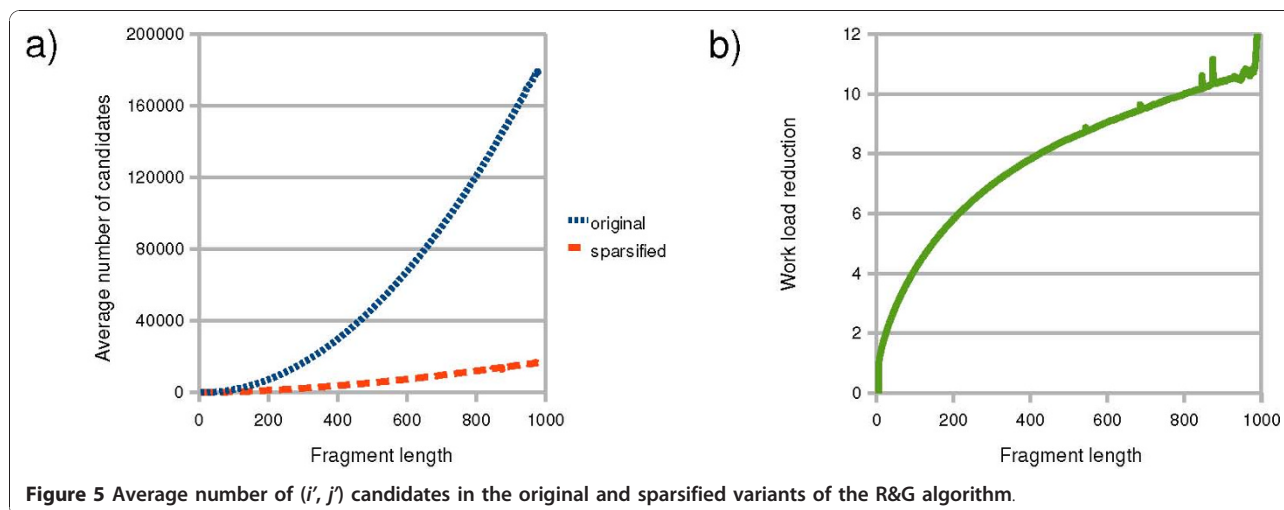 a)
200000
160000
120000
80000
40000
0
Average number of candidates
0 200 400 600 800 1000
Fragment length
original
sparsified
b)
12
10
8
6
4
2
0
Work load reduction
0 200 400 600 800 1000
Fragment length
Figure 5 Average number of (i′, j′) candidates in the original and sparsified variants of the R&G algorithm.